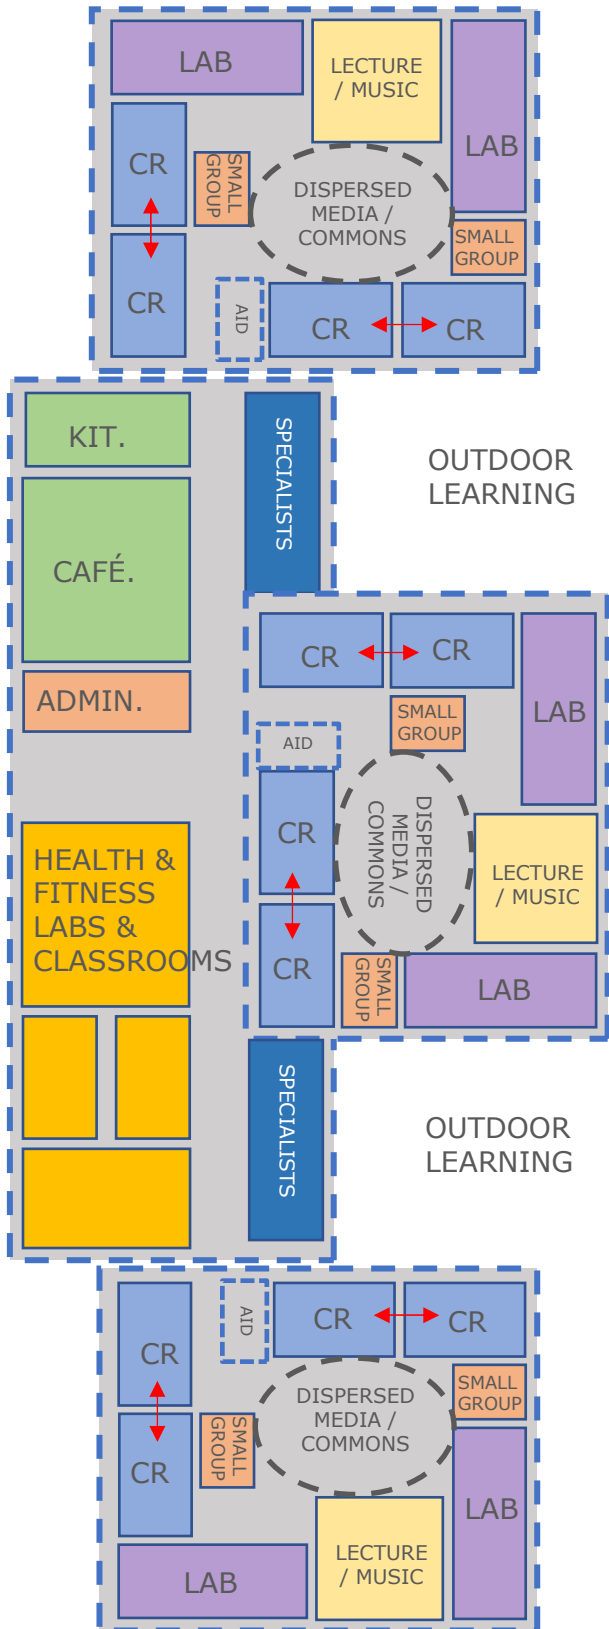 LAB
LECTURE
/ MUSIC
LAB
CR
SMALL
GROUP
DISPERSED
MEDIA /
COMMONS
SMALL
GROUP
CR
AID
CR
CR
KIT.
SPECIALISTS
OUTDOOR
LEARNING
CAFÉ.
CR
CR
LAB
ADMIN.
SMALL
GROUP
AID
DISPERSED
MEDIA /
COMMONS
CR
HEALTH &
FITNESS
LABS &
CLASSROOMS
LECTURE
/ MUSIC
CR
SMALL
GROUP
LAB
SPECIALISTS
OUTDOOR
LEARNING
AID
CR
CR
CR
SMALL
GROUP
DISPERSED
MEDIA /
COMMONS
SMALL
GROUP
CR
LAB
LECTURE
/ MUSIC
LAB